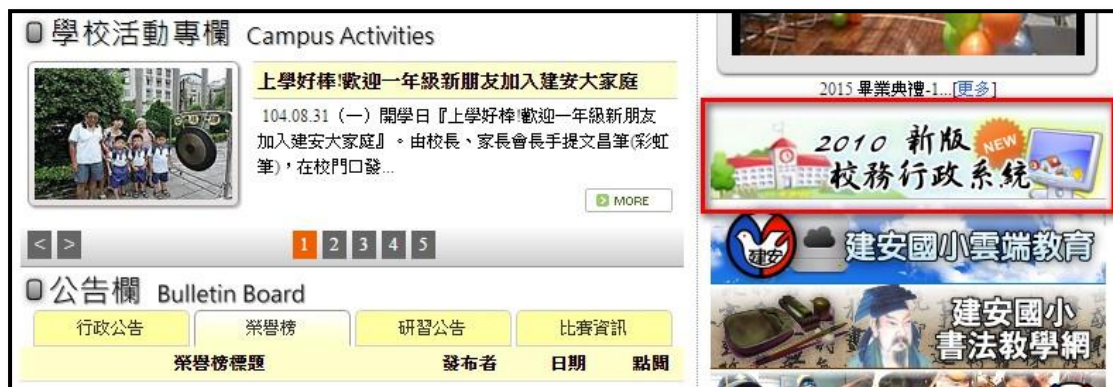 學校活動專欄 Campus Activities
上學好棒!歡迎一年級新朋友加入建安大家庭
104.08.31（一）開學日『上學好棒!歡迎一年級新朋友
加入建安大家庭』。由校長、家長會長手提文昌筆(彩虹
筆)，在校門口發...
MORE
< > 1 2 3 4 5
公告欄 Bulletin Board
行政公告 榮譽榜 研習公告 比賽資訊
榮譽榜標題 發布者 日期 點閱
2015 畢業典禮-1...[更多]
2010 新版 NEW
校務行政系統
建安
建安國小雲端教育
建安國小
書法教學網